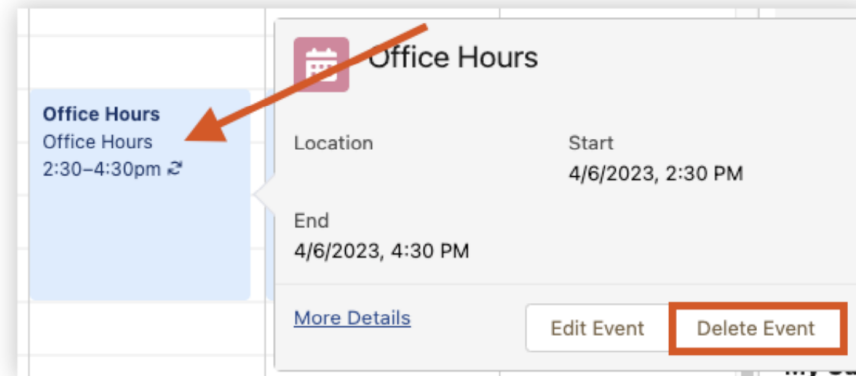 Office Hours
Office Hours
2:30–4:30pm
Office Hours
Location
Start
4/6/2023, 2:30 PM
End
4/6/2023, 4:30 PM
More Details
Edit Event
Delete Event